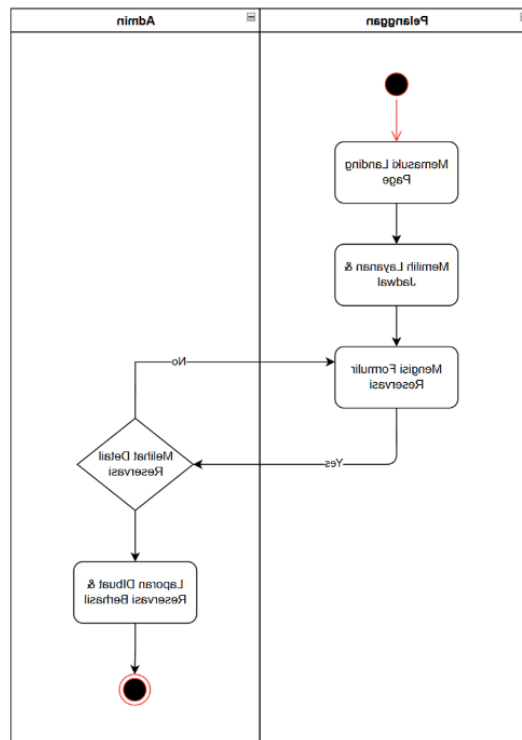 Pelanggan
Admin
Memasuki Landing
Page
Memilih Layanan &
Jadwal
Mengisi Formulir
Reservasi
No
Yes
Melihat Detail
Reservasi
Laporan DIbuat &
Reservasi Berhasil